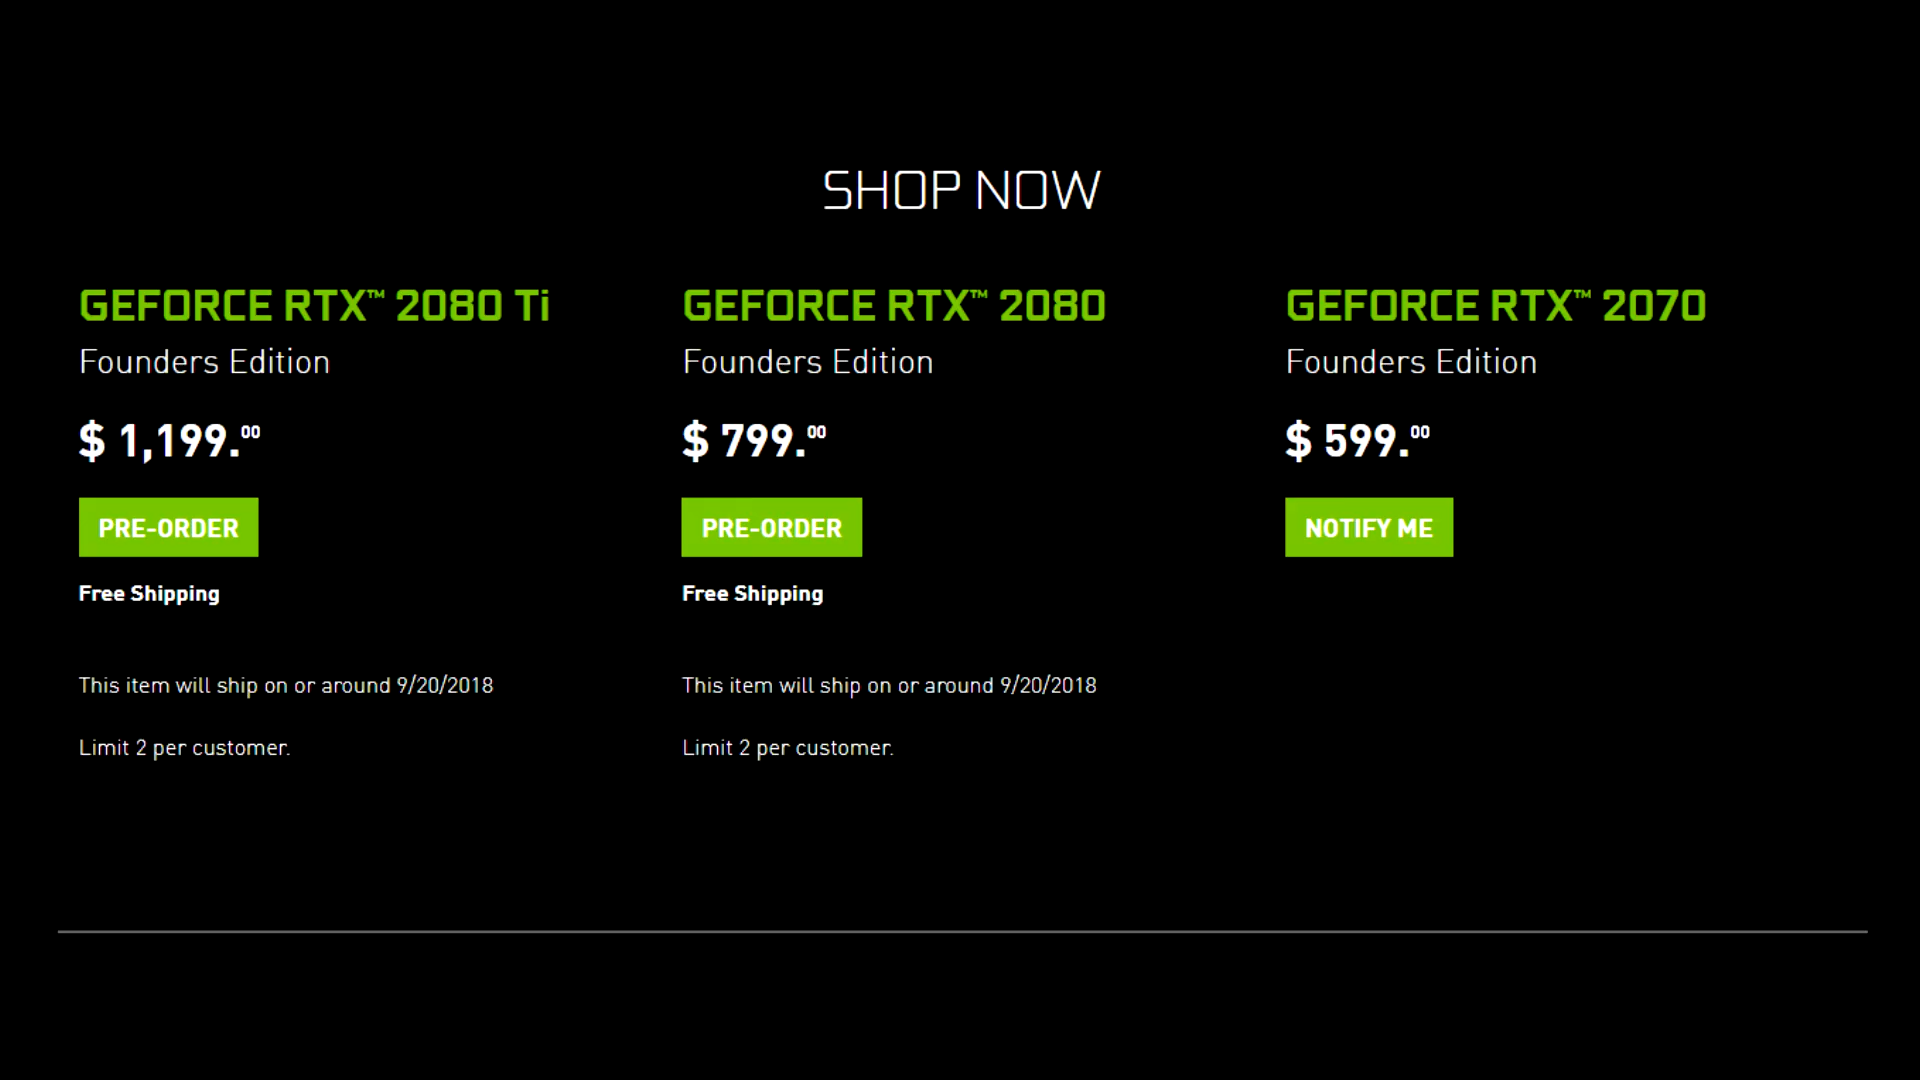 SHOP NOW
GEFORCE RTX™ 2080 Ti
Founders Edition
$ 1,199.00
PRE-ORDER
Free Shipping
This item will ship on or around 9/20/2018
Limit 2 per customer.
GEFORCE RTX™ 2080
Founders Edition
$ 799.00
PRE-ORDER
Free Shipping
This item will ship on or around 9/20/2018
Limit 2 per customer.
GEFORCE RTX™ 2070
Founders Edition
$ 599.00
NOTIFY ME